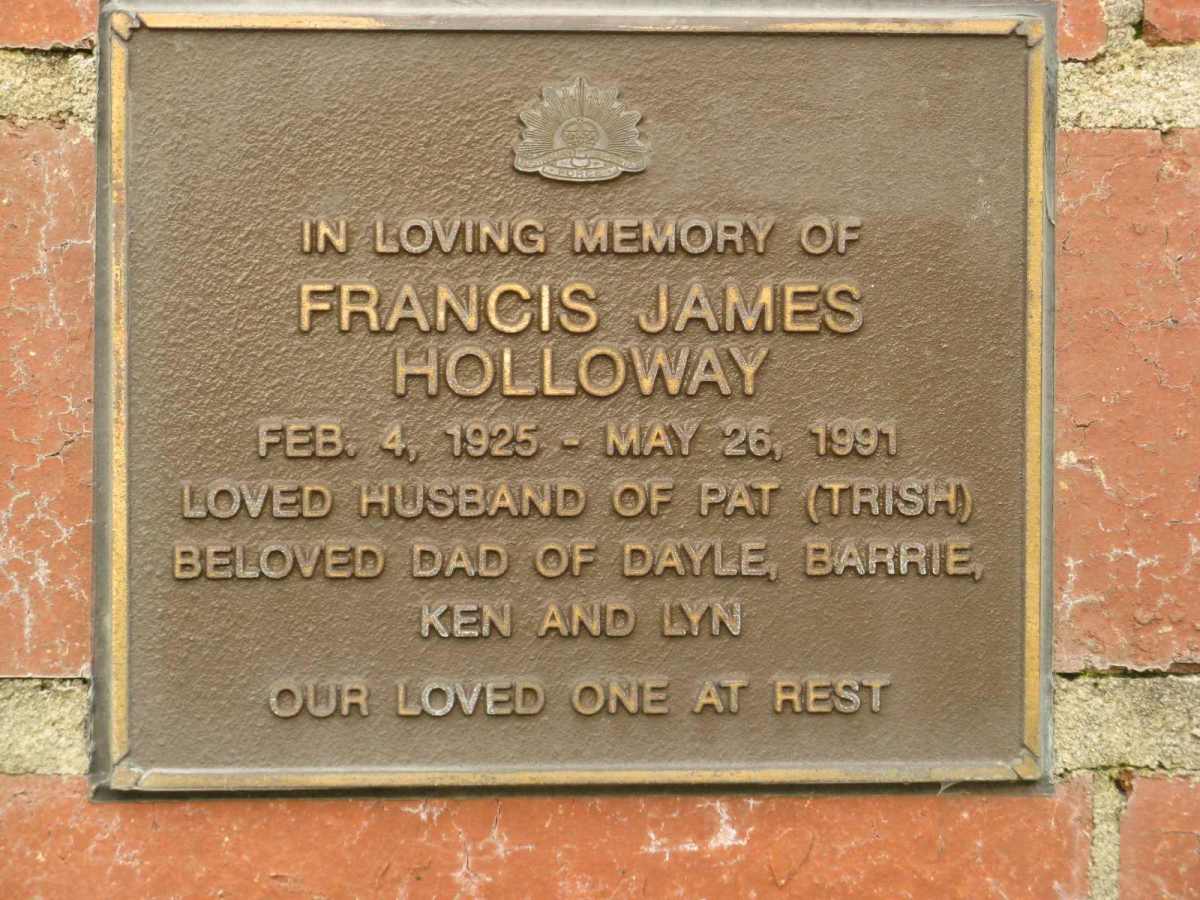 FORCES
IN LOVING MEMORY OF
FRANCIS JAMES
HOLLOWAY
FEB. 4, 1925 - MAY 26, 1991
LOVED HUSBAND OF PAT (TRISH)
BELOVED DAD OF DAYLE, BARRIE,
KEN AND LYN
OUR LOVED ONE AT REST